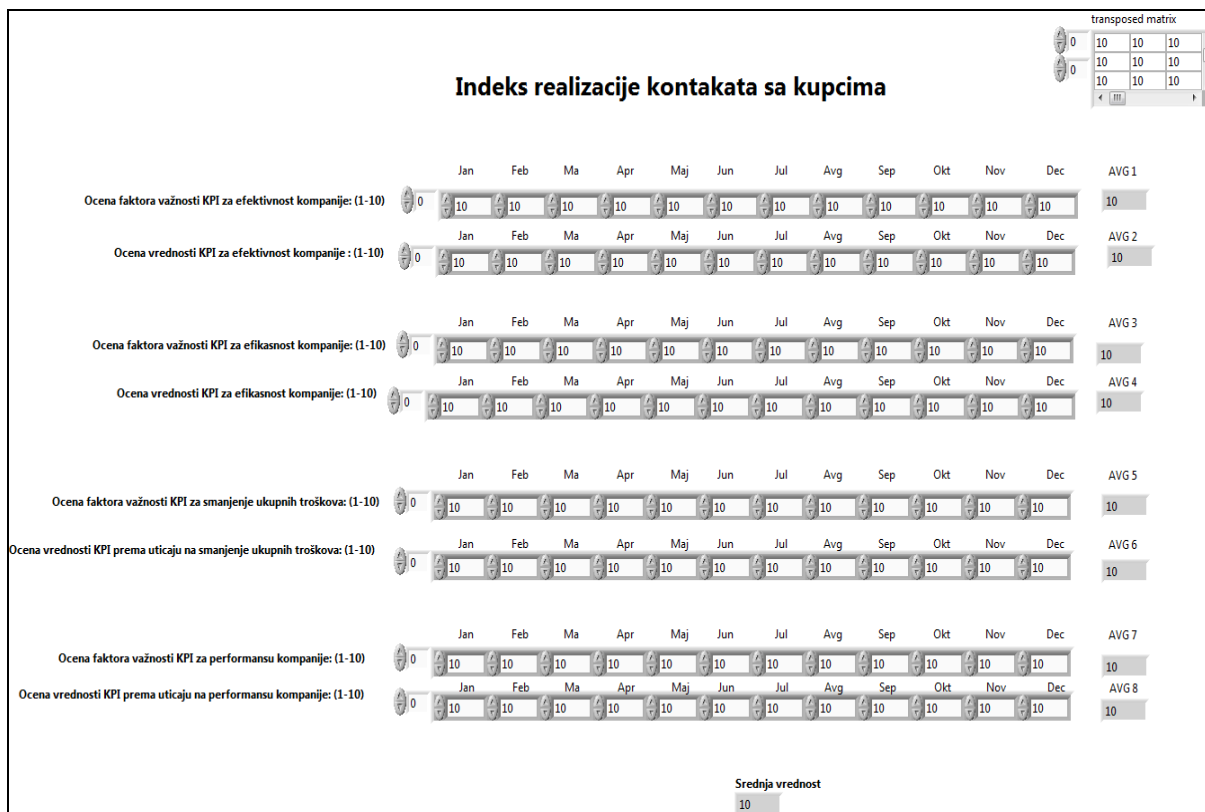 transposed matrix
0 10 10 10
10 10 10
0 10 10 10
Indeks realizacije kontakata sa kupcima
Jan Feb Ma Apr Maj Jun Jul Avg Sep Okt Nov Dec AVG 1
Ocena faktora važnosti KPI za efektivnost kompanije: (1-10) 0 10 10 10 10 10 10 10 10 10 10 10 10 10
Jan Feb Ma Apr Maj Jun Jul Avg Sep Okt Nov Dec AVG 2
Ocena vrednosti KPI za efektivnost kompanije : (1-10) 0 10 10 10 10 10 10 10 10 10 10 10 10 10
Jan Feb Ma Apr Maj Jun Jul Avg Sep Okt Nov Dec AVG 3
Ocena faktora važnosti KPI za efikasnost kompanije: (1-10) 0 10 10 10 10 10 10 10 10 10 10 10 10 10
Jan Feb Ma Apr Maj Jun Jul Avg Sep Okt Nov Dec AVG 4
Ocena vrednosti KPI za efikasnost kompanije: (1-10) 0 10 10 10 10 10 10 10 10 10 10 10 10 10
Jan Feb Ma Apr Maj Jun Jul Avg Sep Okt Nov Dec AVG 5
Ocena faktora važnosti KPI za smanjenje ukupnih troškova: (1-10) 0 10 10 10 10 10 10 10 10 10 10 10 10 10
Jan Feb Ma Apr Maj Jun Jul Avg Sep Okt Nov Dec AVG 6
Ocena vrednosti KPI prema uticaju na smanjenje ukupnih troškova: (1-10) 0 10 10 10 10 10 10 10 10 10 10 10 10 10
Jan Feb Ma Apr Maj Jun Jul Avg Sep Okt Nov Dec AVG 7
Ocena faktora važnosti KPI za performansu kompanije: (1-10) 0 10 10 10 10 10 10 10 10 10 10 10 10 10
Jan Feb Ma Apr Maj Jun Jul Avg Sep Okt Nov Dec AVG 8
Ocena vrednosti KPI prema uticaju na performansu kompanije: (1-10) 0 10 10 10 10 10 10 10 10 10 10 10 10 10
Srednja vrednost
10